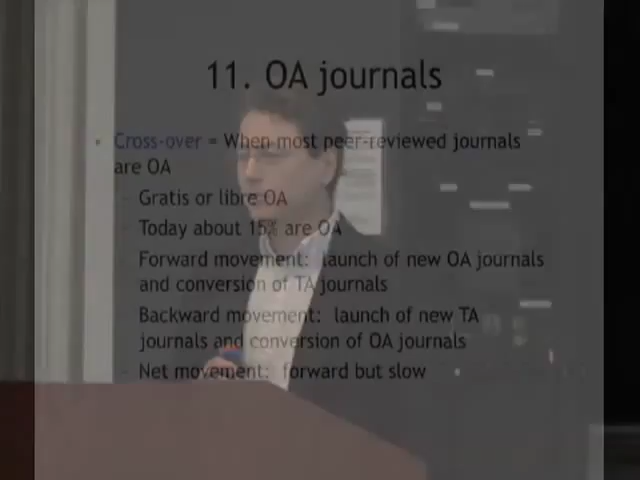 11. OA journals
Cross-over = When most peer-reviewed journals
are OA
Gratis or libre OA
Today about 15% are OA
Forward movement: launch of new OA journals
and conversion of TA journals
Backward movement: launch of new TA
journals and conversion of OA journals
Net movement: forward but slow